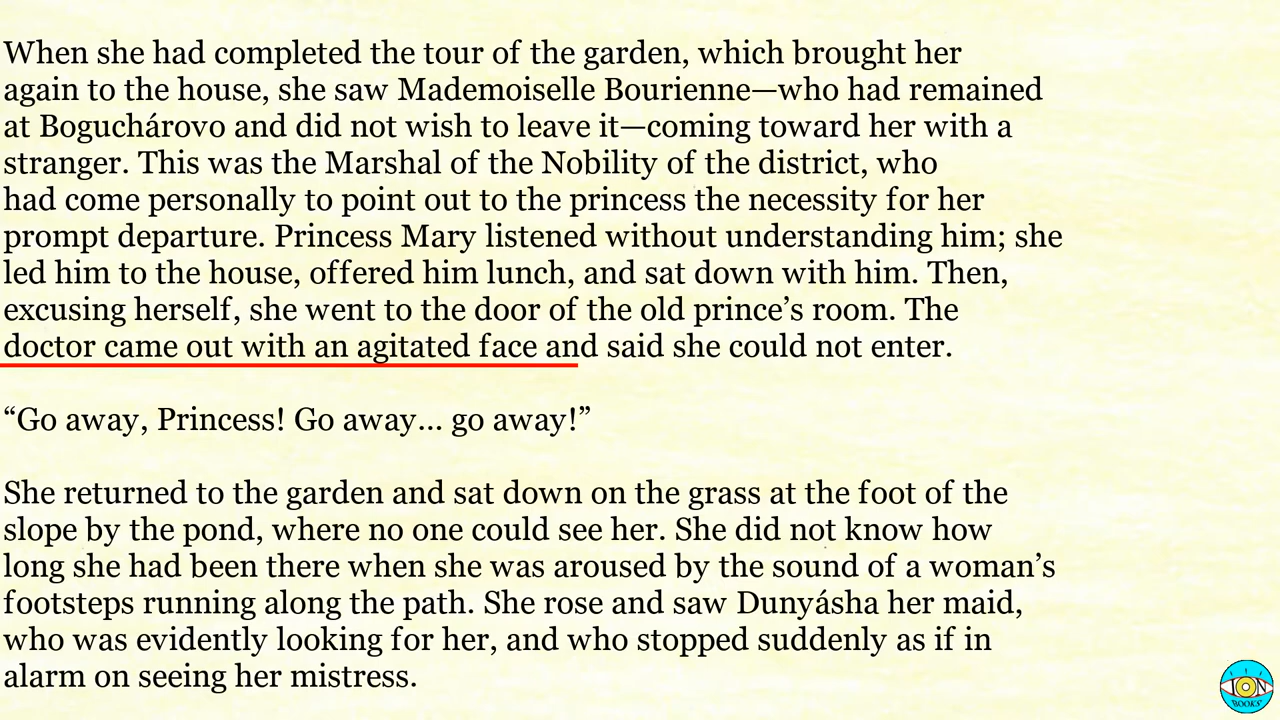 When she had completed the tour of the garden, which brought her
again to the house, she saw Mademoiselle Bourienne—who had remained
at Boguchárovo and did not wish to leave it—coming toward her with a
stranger. This was the Marshal of the Nobility of the district, who
had come personally to point out to the princess the necessity for her
prompt departure. Princess Mary listened without understanding him; she
led him to the house, offered him lunch, and sat down with him. Then,
excusing herself, she went to the door of the old prince’s room. The
doctor came out with an agitated face and said she could not enter.
“Go away, Princess! Go away... go away!”
She returned to the garden and sat down on the grass at the foot of the
slope by the pond, where no one could see her. She did not know how
long she had been there when she was aroused by the sound of a woman’s
footsteps running along the path. She rose and saw Dunyásha her maid,
who was evidently looking for her, and who stopped suddenly as if in
alarm on seeing her mistress.
ION
BOOKS